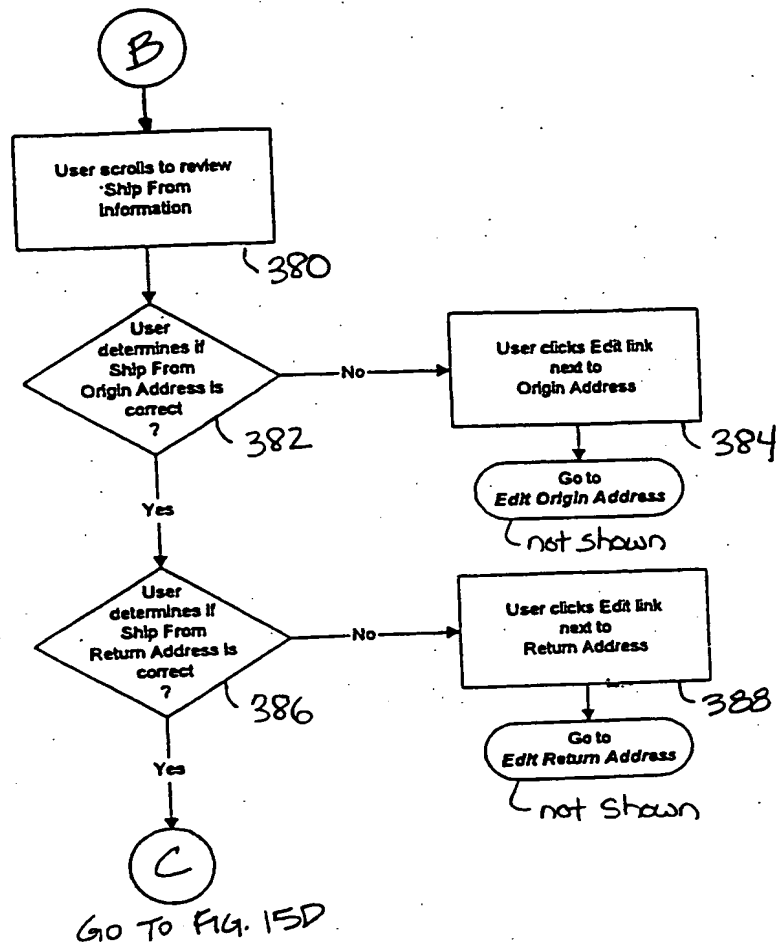 B
User scrolls to review
Ship From
Information
380
User
determines if
Ship From
Origin Address is
correct
?
382
No
User clicks Edit link
next to
Origin Address
384
Go to
Edit Origin Address
not shown
Yes
User
determines if
Ship From
Return Address is
correct
?
386
No
User clicks Edit link
next to
Return Address
388
Go to
Edit Return Address
not shown
Yes
C
GO TO FIG. 15D